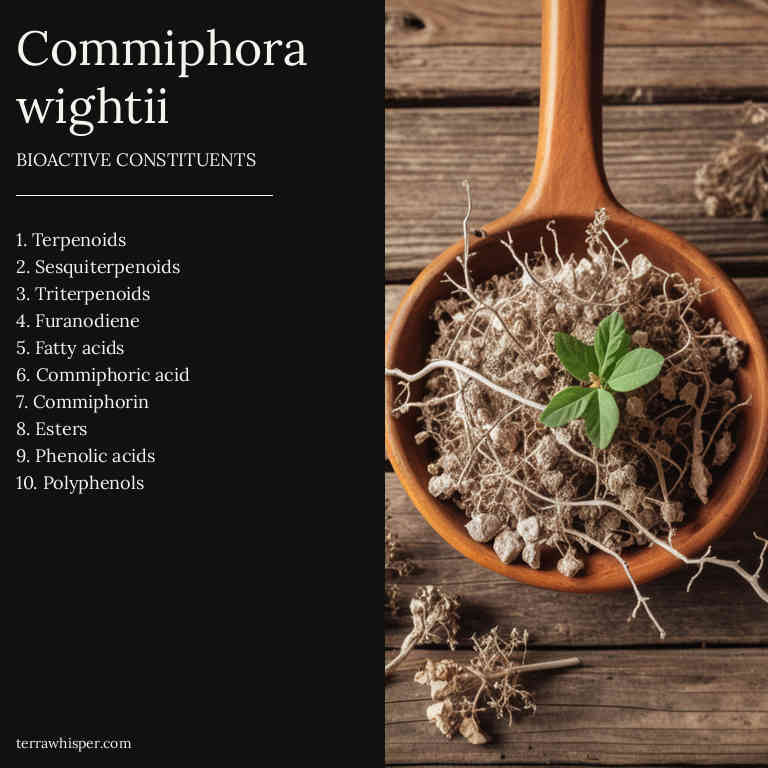 Commiphora
wightii
BIOACTIVE CONSTITUENTS
1. Terpenoids
2. Sesquiterpenoids
3. Triterpenoids
4. Furanodiene
5. Fatty acids
6. Commiphoric acid
7. Commiphorin
8. Esters
9. Phenolic acids
10. Polyphenols
terrawhisper.com